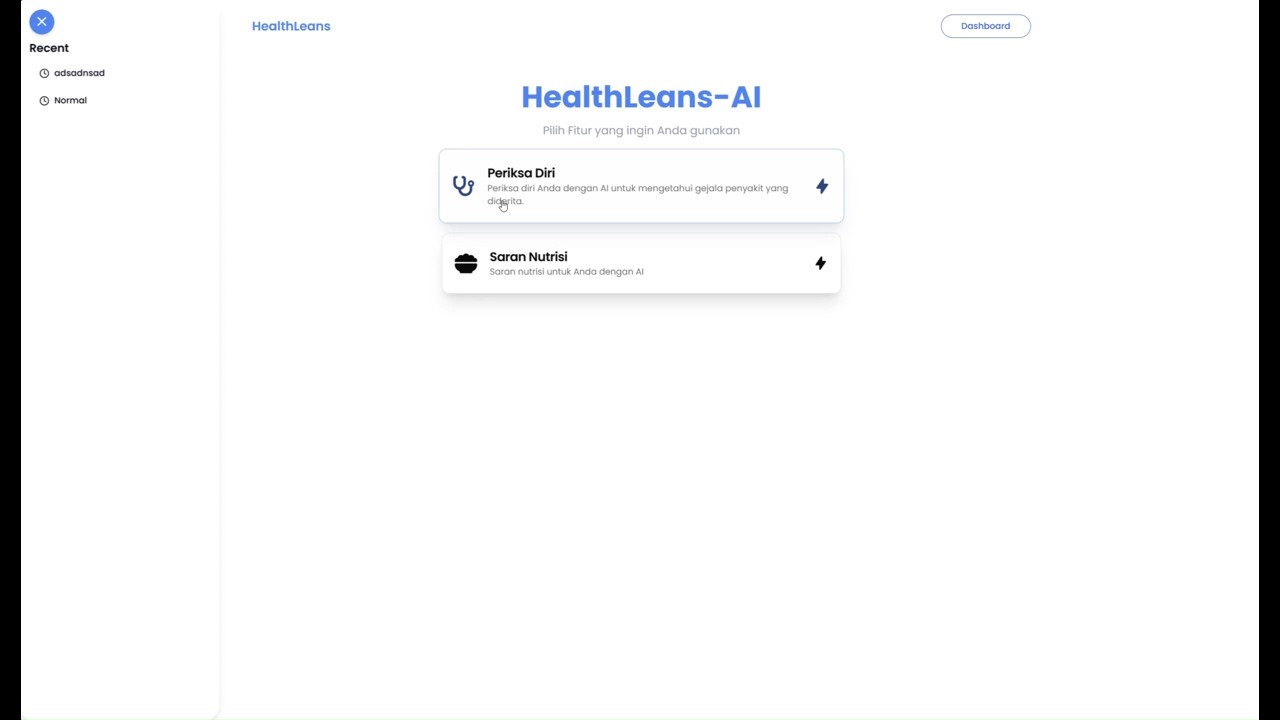 Recent
adsadnsad
Normal
HealthLeans
Dashboard
HealthLeans-AI
Pilih Fitur yang ingin Anda gunakan
Periksa Diri
Periksa diri Anda dengan AI untuk mengetahui gejala penyakit yang
diderita.
Saran Nutrisi
Saran nutrisi untuk Anda dengan AI